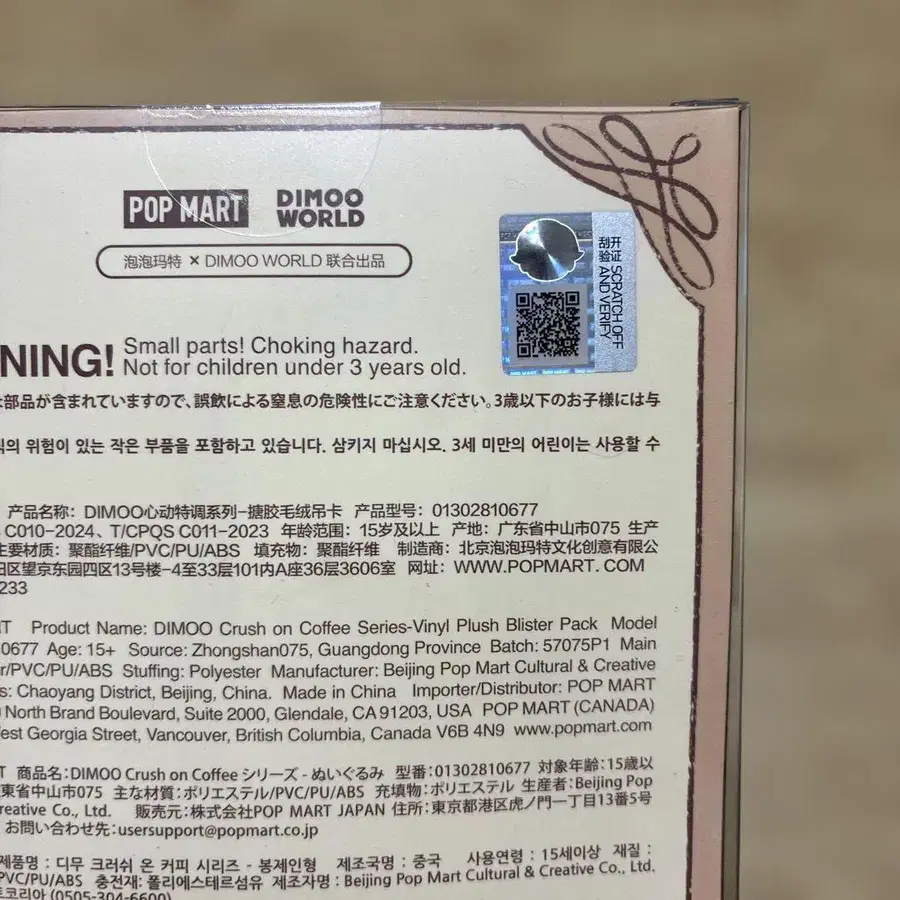 POP MART DIMOO WORLD
泡泡玛特 × DIMOO WORLD 联合出品
刮开验证 SCRATCH OFF AND VERIFY
NING! Small parts! Choking hazard.
Not for children under 3 years old.
部品が含まれていますので、誤飲による窒息の危険性にご注意ください。3歳以下のお子様には与
의 위험이 있는 작은 부품을 포함하고 있습니다. 삼키지 마십시오. 3세 미만의 어린이는 사용할 수
产品名称：DIMOO心动特调系列-搪胶毛绒吊卡 产品型号：01302810677
C010-2024、T/CPQS C011-2023 年龄范围：15岁及以上 产地：广东省中山市075 生产
主要材质：聚酯纤维/PVC/PU/ABS 填充物：聚酯纤维 制造商：北京泡泡玛特文化创意有限公
区望京东园四区13号楼-4至33层101内A座36层3606室 网址：WWW.POPMART.COM
233
T Product Name: DIMOO Crush on Coffee Series-Vinyl Plush Blister Pack Model
0677 Age: 15+ Source: Zhongshan075, Guangdong Province Batch: 57075P1 Main
r/PVC/PU/ABS Stuffing: Polyester Manufacturer: Beijing Pop Mart Cultural & Creative
s: Chaoyang District, Beijing, China. Made in China Importer/Distributor: POP MART
North Brand Boulevard, Suite 2000, Glendale, CA 91203, USA POP MART (CANADA)
est Georgia Street, Vancouver, British Columbia, Canada V6B 4N9 www.popmart.com
T 商品名：DIMOO Crush on Coffee シリーズ - ぬいぐるみ 型番：01302810677 対象年齢：15歳以
東省中山市075 主な材質：ポリエステル/PVC/PU/ABS 充填物：ポリエステル 生産者：Beijing Pop
reative Co., Ltd. 販売元：株式会社POP MART JAPAN 住所：東京都港区虎ノ門一丁目13番5号
お問い合わせ先：usersupport@popmart.co.jp
제품명 : 디무 크러쉬 온 커피 시리즈 - 봉제인형 제조국명 : 중국 사용연령 : 15세이상 재질 :
PVC/PU/ABS 충전재: 폴리에스테르섬유 제조자명 : Beijing Pop Mart Cultural & Creative Co., Ltd.
트코리아 (0505-304-6600)